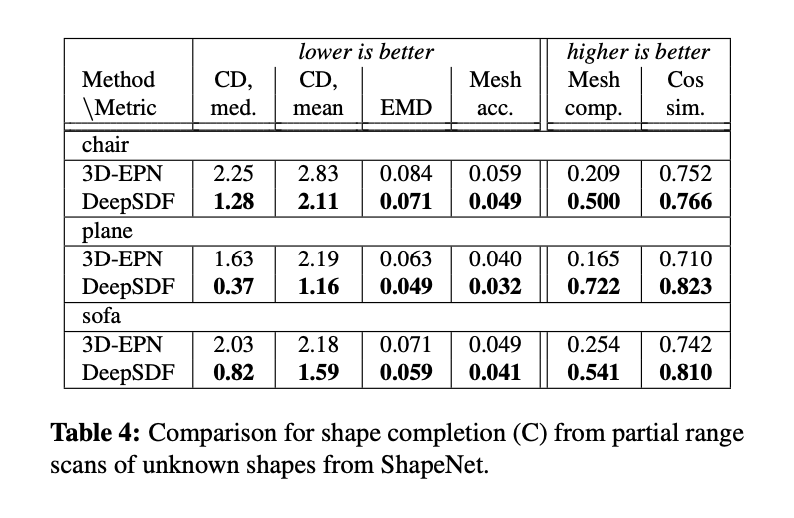 lower is better higher is better
Method CD, CD, Mesh Mesh Cos
\Metric med. mean EMD acc. comp. sim.
chair
3D-EPN 2.25 2.83 0.084 0.059 0.209 0.752
DeepSDF 1.28 2.11 0.071 0.049 0.500 0.766
plane
3D-EPN 1.63 2.19 0.063 0.040 0.165 0.710
DeepSDF 0.37 1.16 0.049 0.032 0.722 0.823
sofa
3D-EPN 2.03 2.18 0.071 0.049 0.254 0.742
DeepSDF 0.82 1.59 0.059 0.041 0.541 0.810
Table 4: Comparison for shape completion (C) from partial range
scans of unknown shapes from ShapeNet.